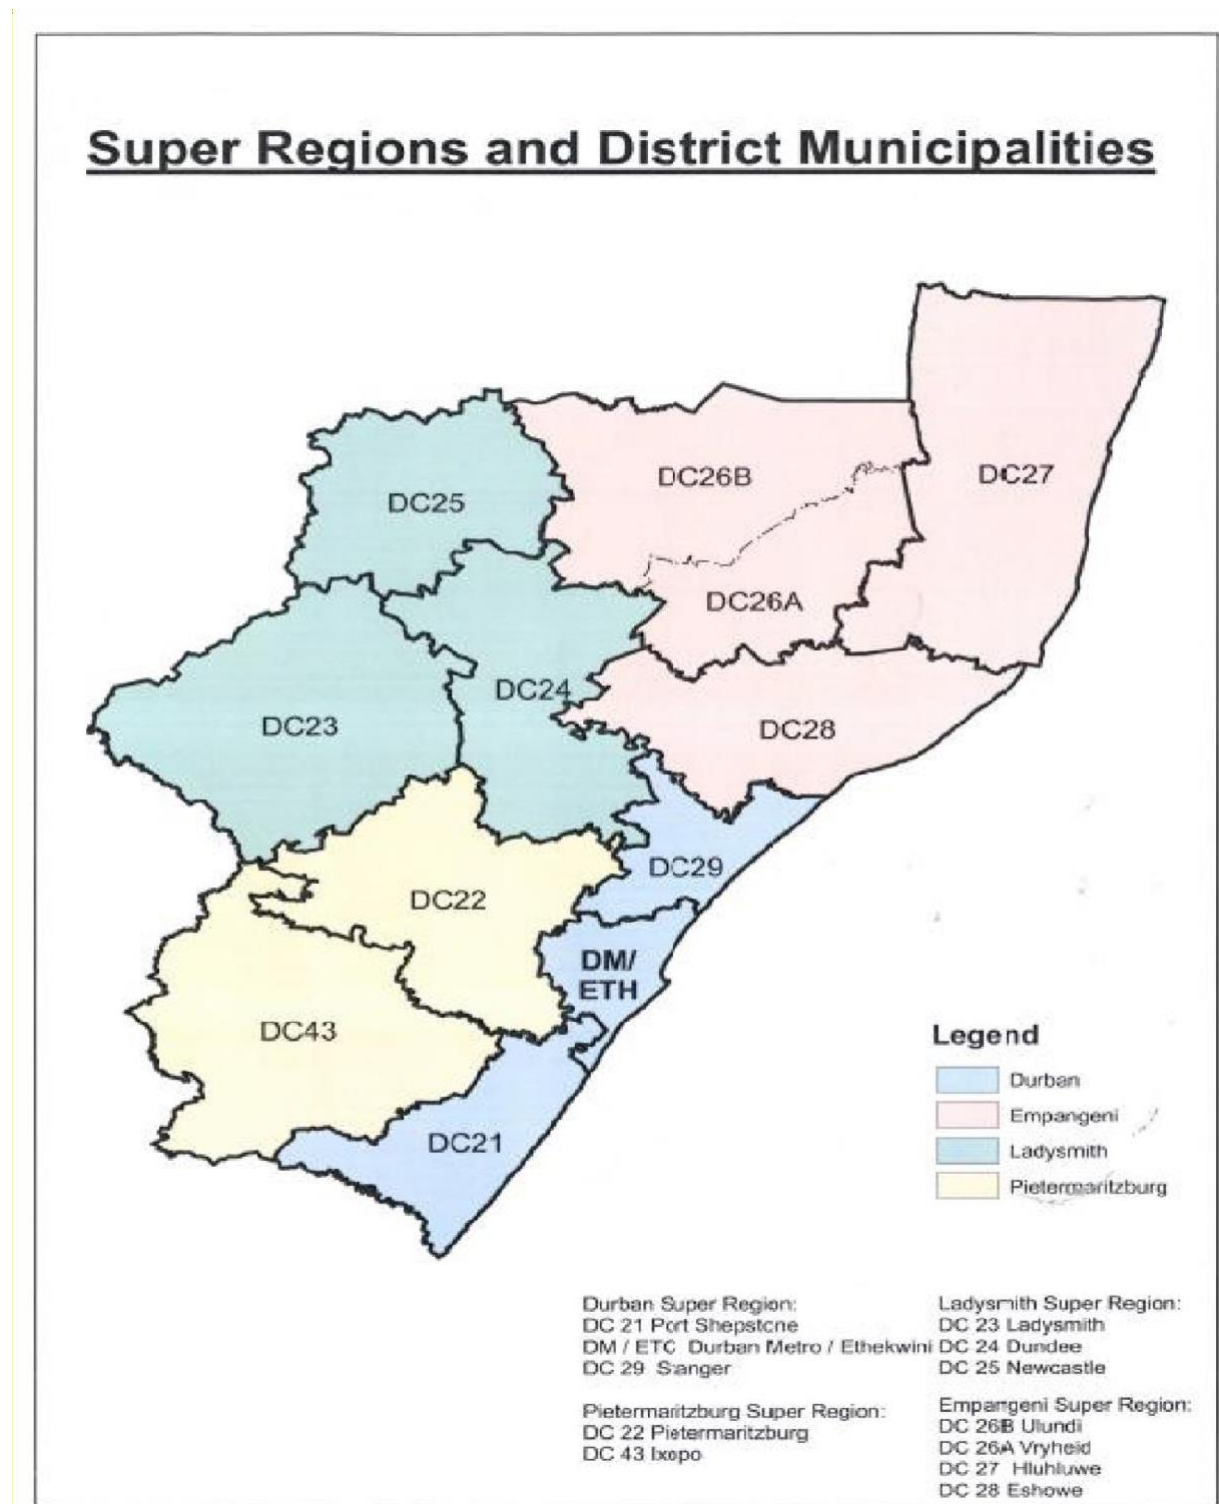 Super Regions and District Municipalities
DC27
DC26B
DC25
DC26A
DC24
DC23
DC28
DC29
DC22
DM/
ETH
DC43
DC21
Legend
Durban
Empangeni
Ladysmith
Pietermaritzburg
Durban Super Region:
DC 21 Port Shepstone
DM / ETC Durban Metro / Ethekwini
DC 29 Stanger
Pietermaritzburg Super Region:
DC 22 Pietermaritzburg
DC 43 Ixopo
Ladysmith Super Region:
DC 23 Ladysmith
DC 24 Dundee
DC 25 Newcastle
Empangeni Super Region:
DC 26B Ulundi
DC 26A Vryheid
DC 27 Hluhluwe
DC 28 Eshowe